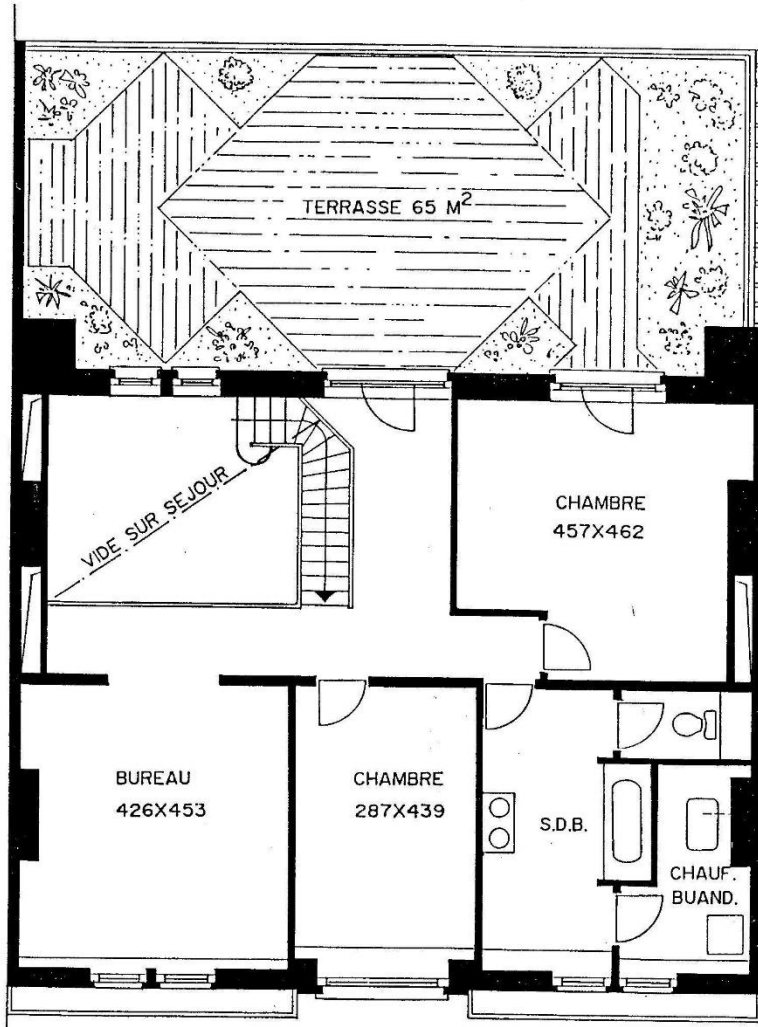 TERRASSE 65 M²
VIDE SUR SEJOUR
CHAMBRE
457X462
BUREAU
426X453
CHAMBRE
287X439
S.D.B.
CHAUF.
BUAND.